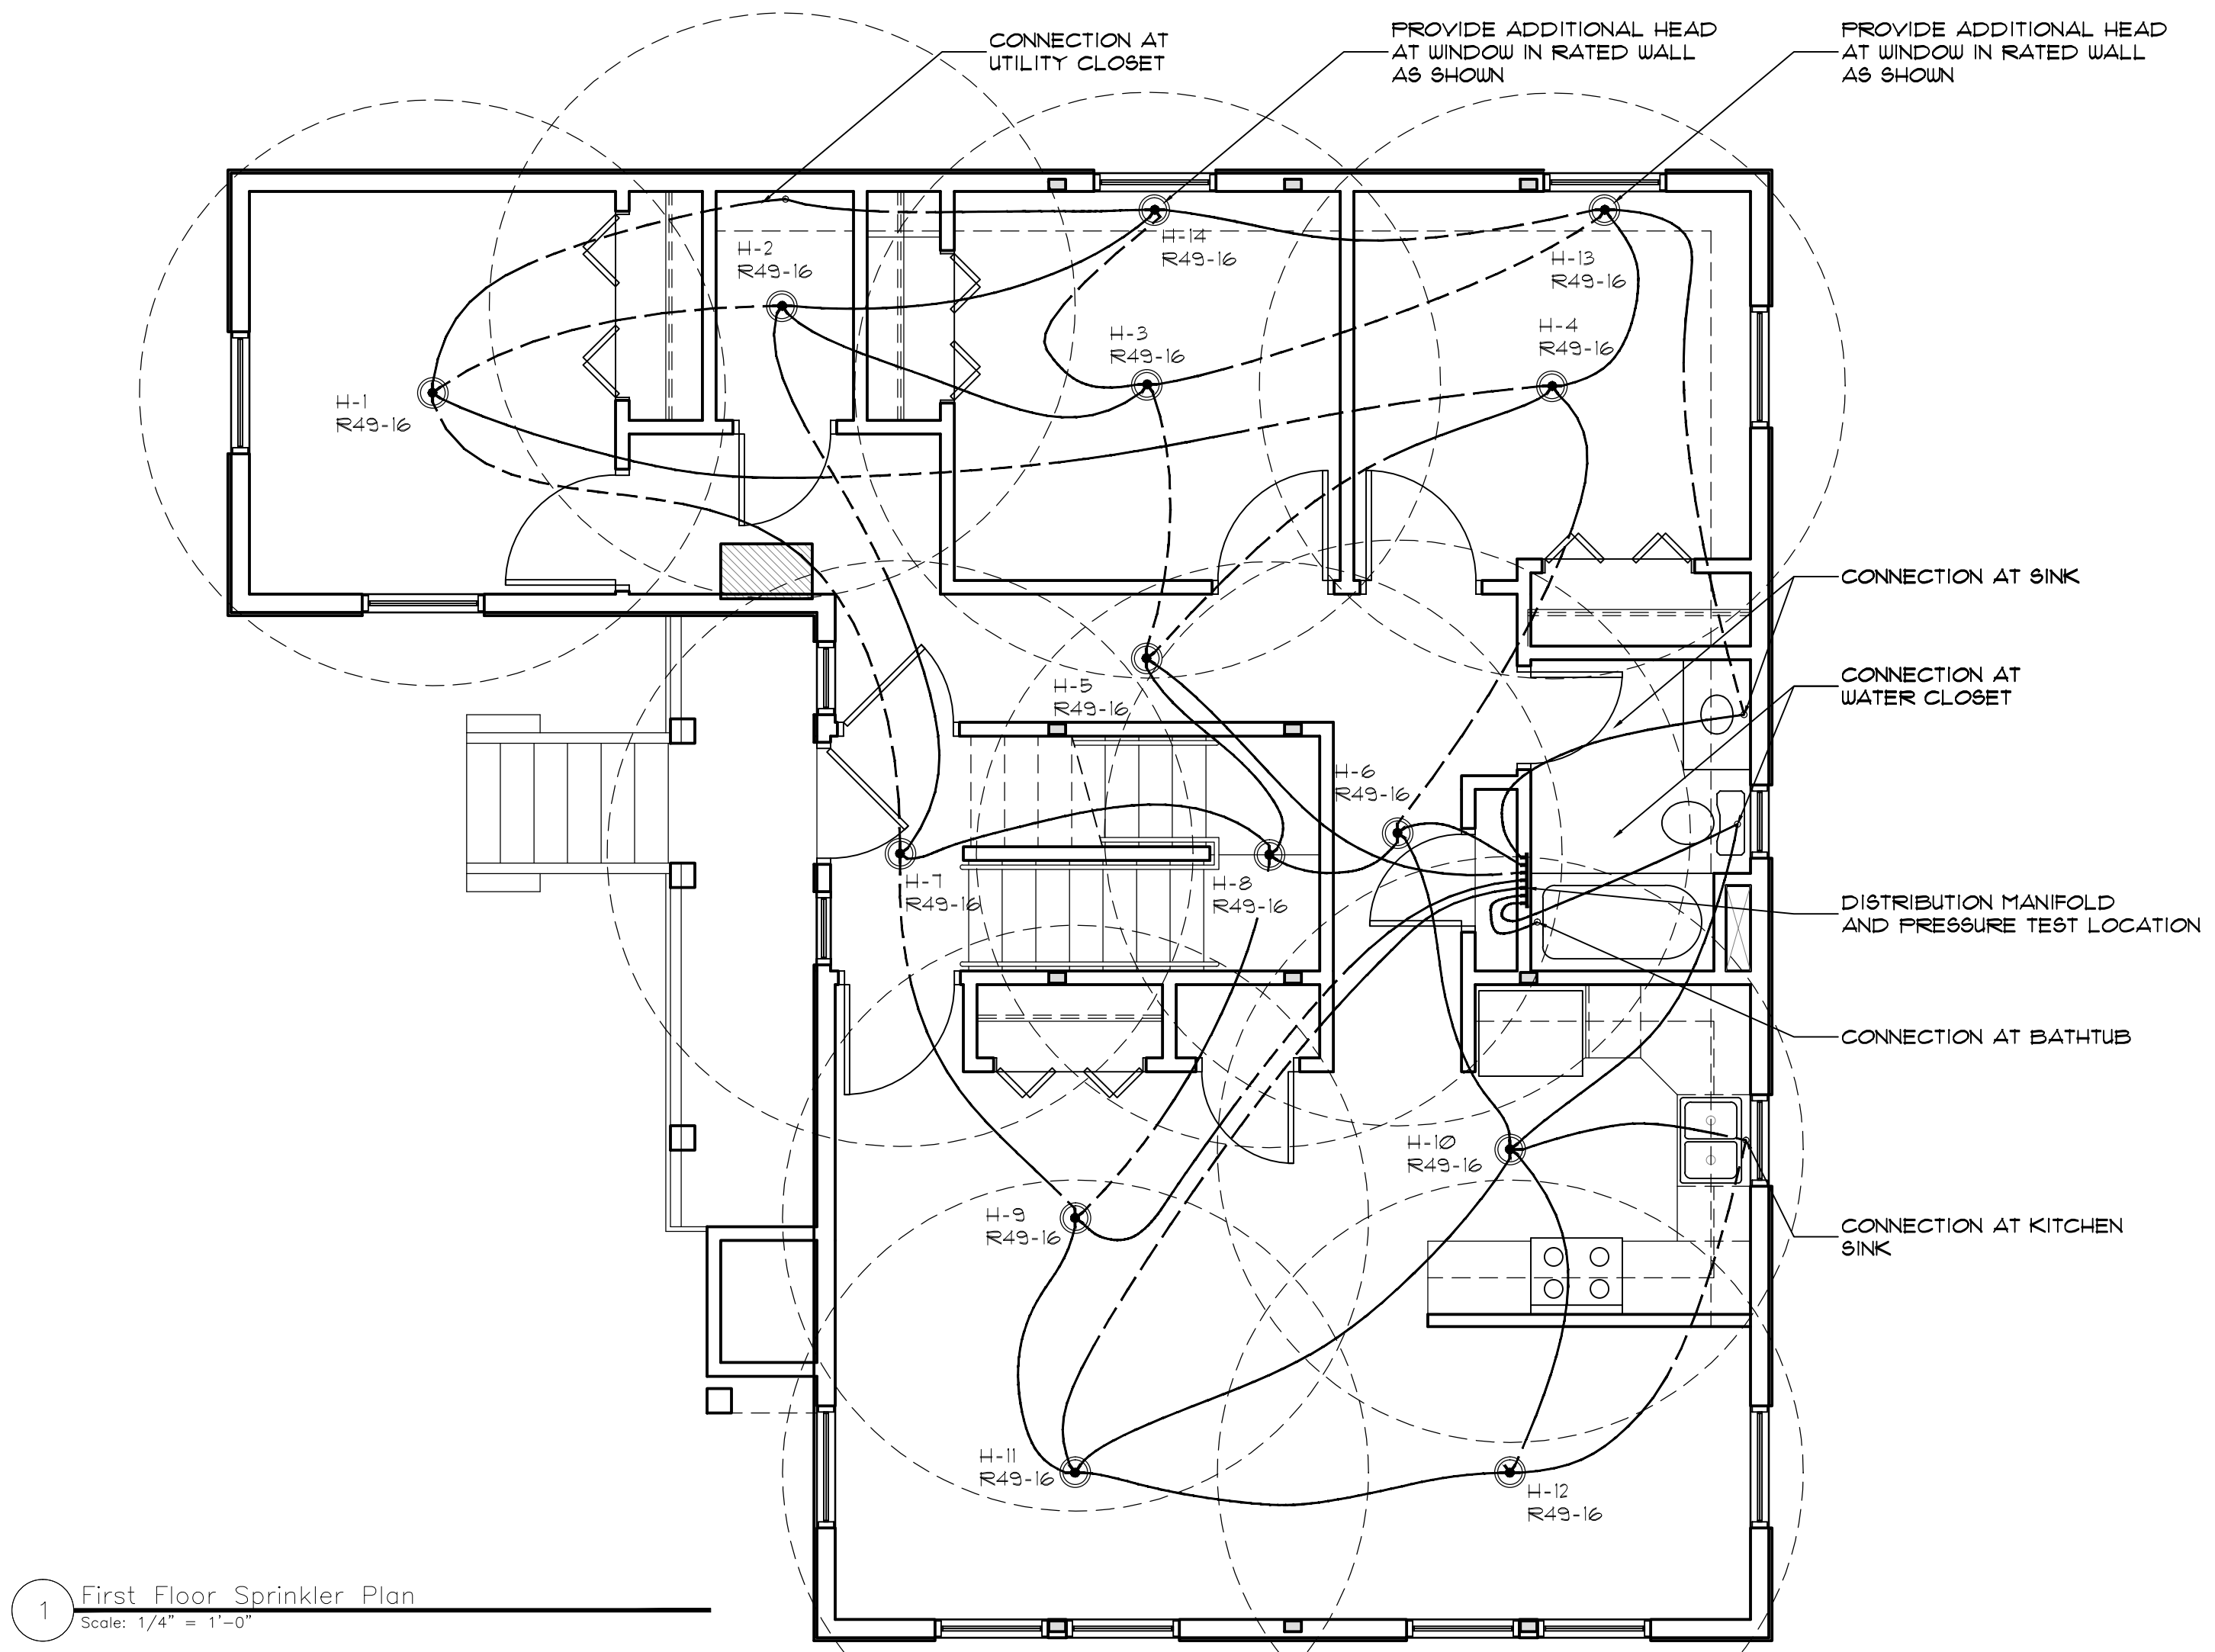 CONNECTION AT
UTILITY CLOSET
PROVIDE ADDITIONAL HEAD
AT WINDOW IN RATED WALL
AS SHOWN
PROVIDE ADDITIONAL HEAD
AT WINDOW IN RATED WALL
AS SHOWN
H-2
R49-16
H-14
R49-16
H-13
R49-16
H-3
R49-16
H-4
R49-16
H-1
R49-16
CONNECTION AT SINK
H-5
R49-16
CONNECTION AT
WATER CLOSET
H-6
R49-16
H-7
R49-16
H-8
R49-16
DISTRIBUTION MANIFOLD
AND PRESSURE TEST LOCATION
CONNECTION AT BATHTUB
H-10
R49-16
H-9
R49-16
CONNECTION AT KITCHEN
SINK
H-11
R49-16
H-12
R49-16
1
First Floor Sprinkler Plan
Scale: 1/4" = 1'-0"